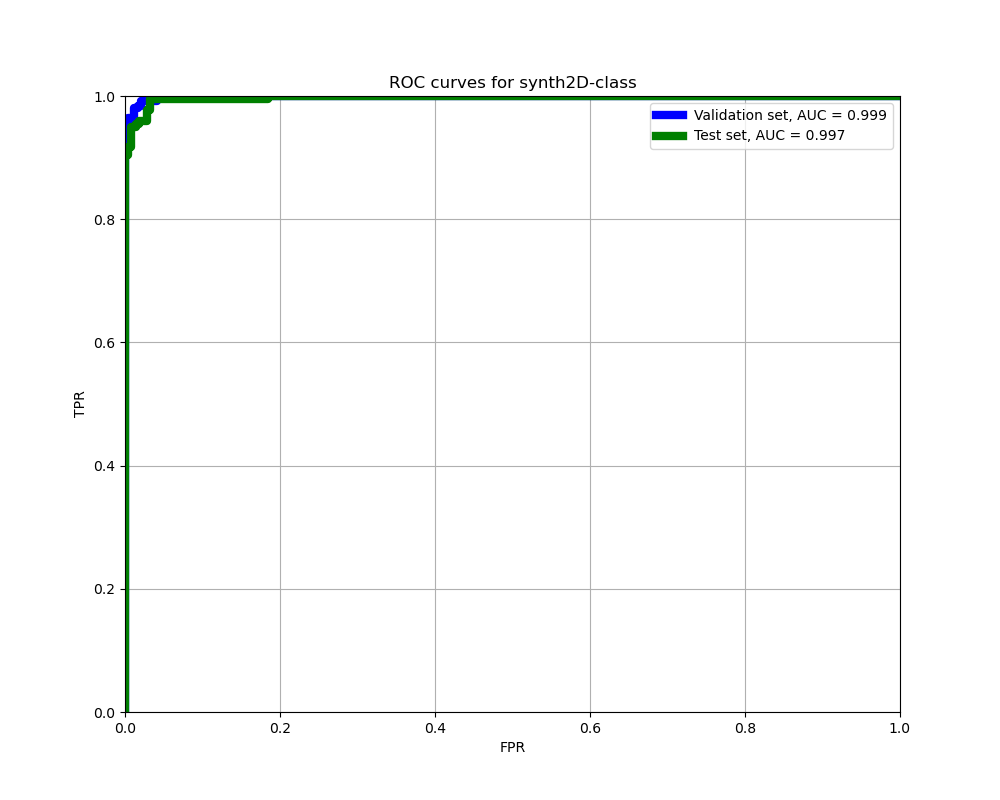 ROC curves for synth2D-class
1.0
0.8
0.6
0.4
0.2
0.0
TPR
Validation set, AUC = 0.999
Test set, AUC = 0.997
0.0 0.2 0.4 0.6 0.8 1.0
FPR